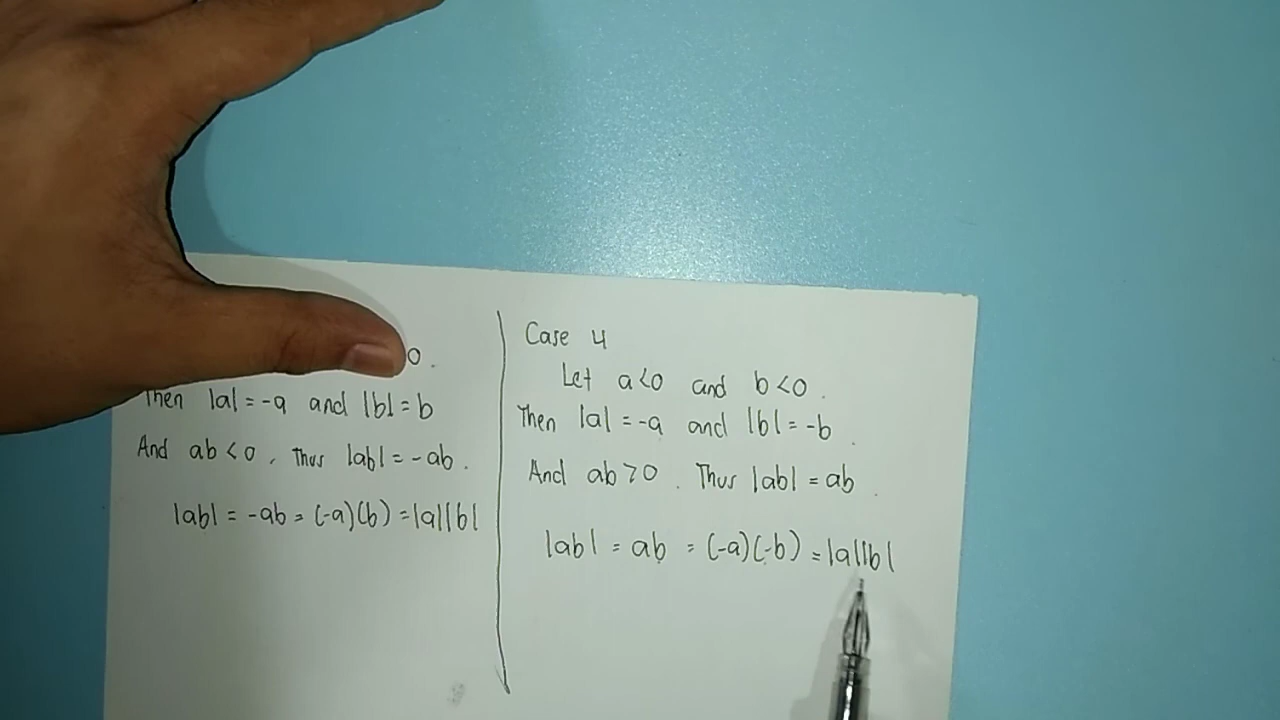 0.
Then |a| = -a and |b| = b
And ab < 0, Thus |ab| = -ab.
|ab| = -ab = (-a)(b) = |a||b|
Case 4
Let a<0 and b<0.
Then |a| = -a and |b| = -b.
And ab > 0. Thus |ab| = ab.
|ab| = ab = (-a)(-b) = |a||b|